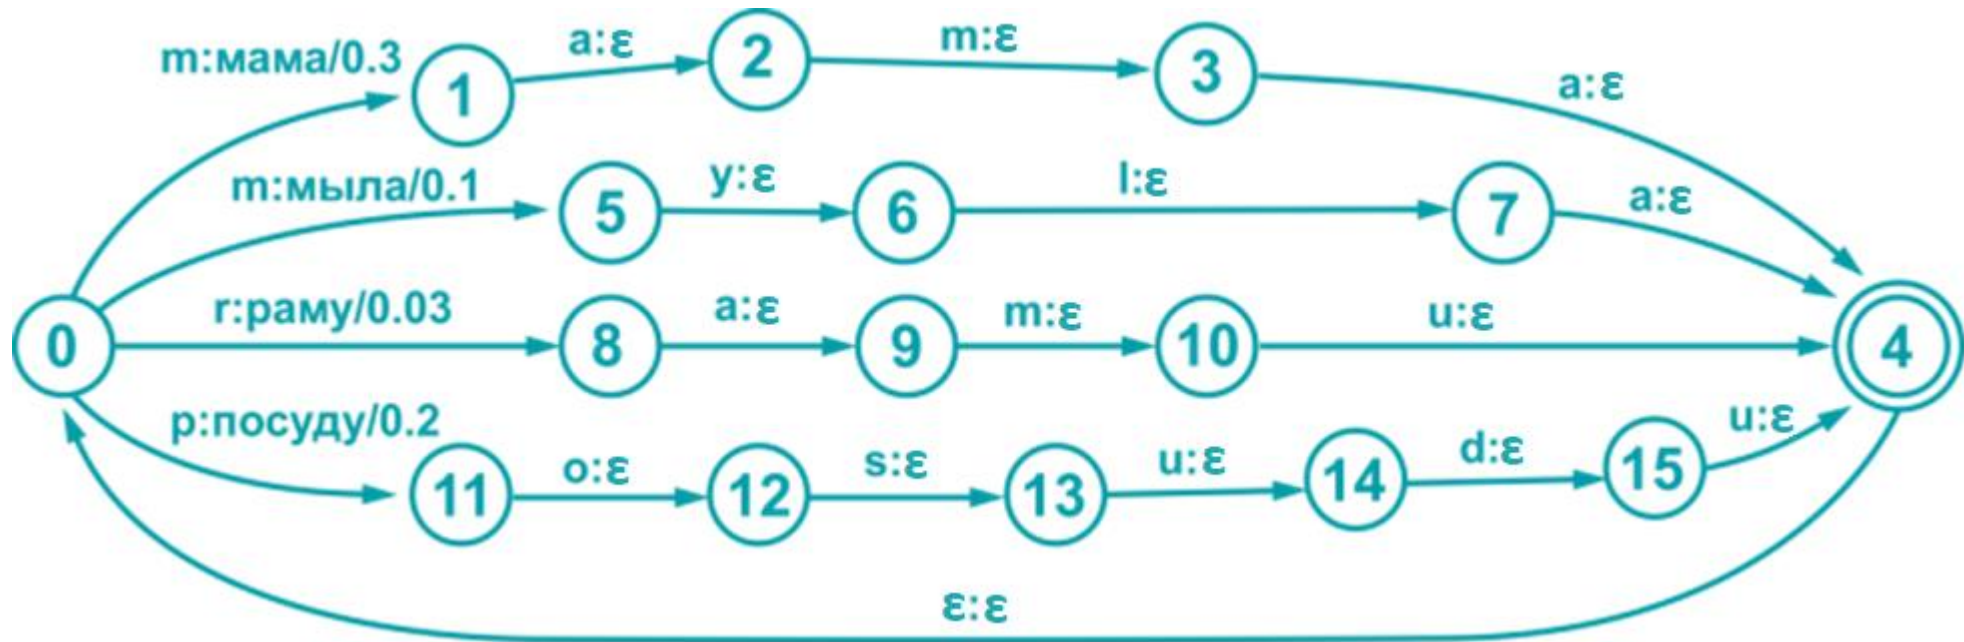 m:мама/0.3
1
a:ε
2
m:ε
3
a:ε
m:мыла/0.1
5
y:ε
6
l:ε
7
a:ε
0
r:раму/0.03
8
a:ε
9
m:ε
10
u:ε
4
p:посуду/0.2
11
o:ε
12
s:ε
13
u:ε
14
d:ε
15
u:ε
ε:ε